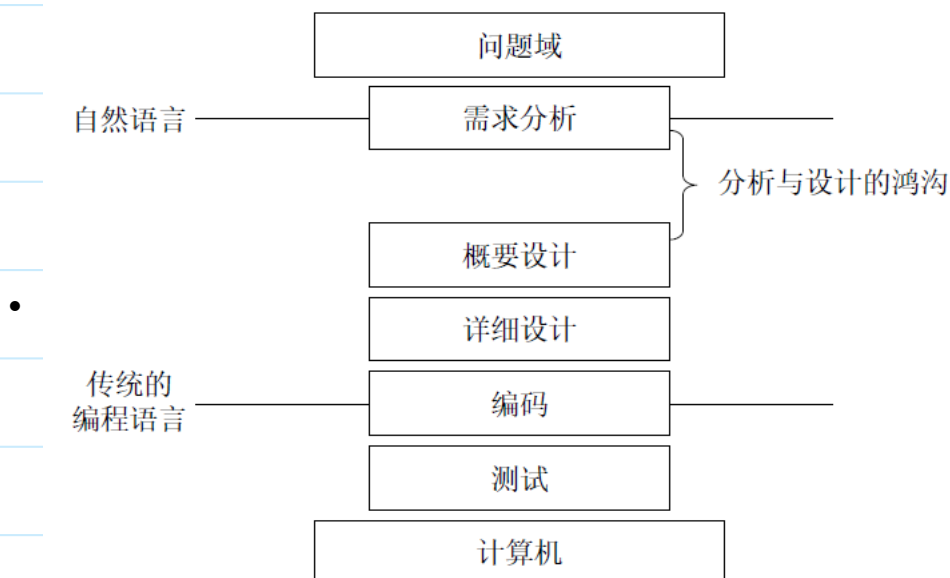 问题域
自然语言
需求分析
分析与设计的鸿沟
概要设计
详细设计
传统的
编程语言
编码
测试
计算机